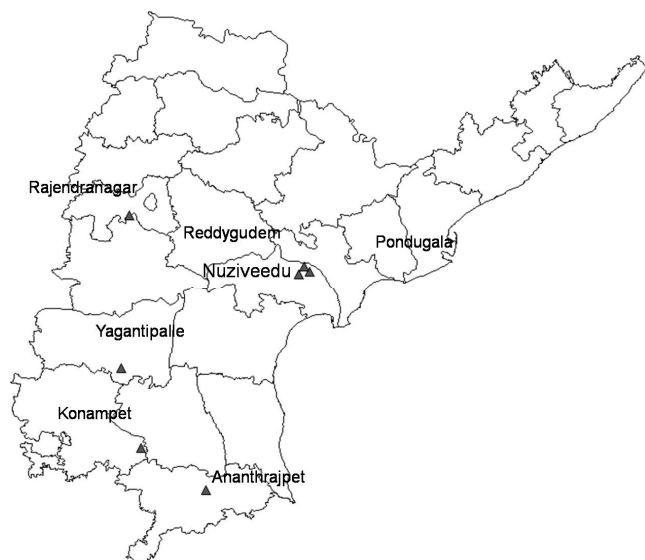 Rajendranagar
Reddygudem
Pondugala
Nuziveedu
Yagantipalle
Konampet
Ananthrajpet